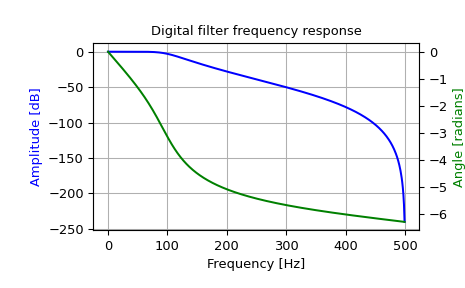 Digital filter frequency response
Amplitude [dB]
0
−50
−100
−150
−200
−250
0
−1
−2
−3
−4
−5
−6
Angle [radians]
0 100 200 300 400 500
Frequency [Hz]